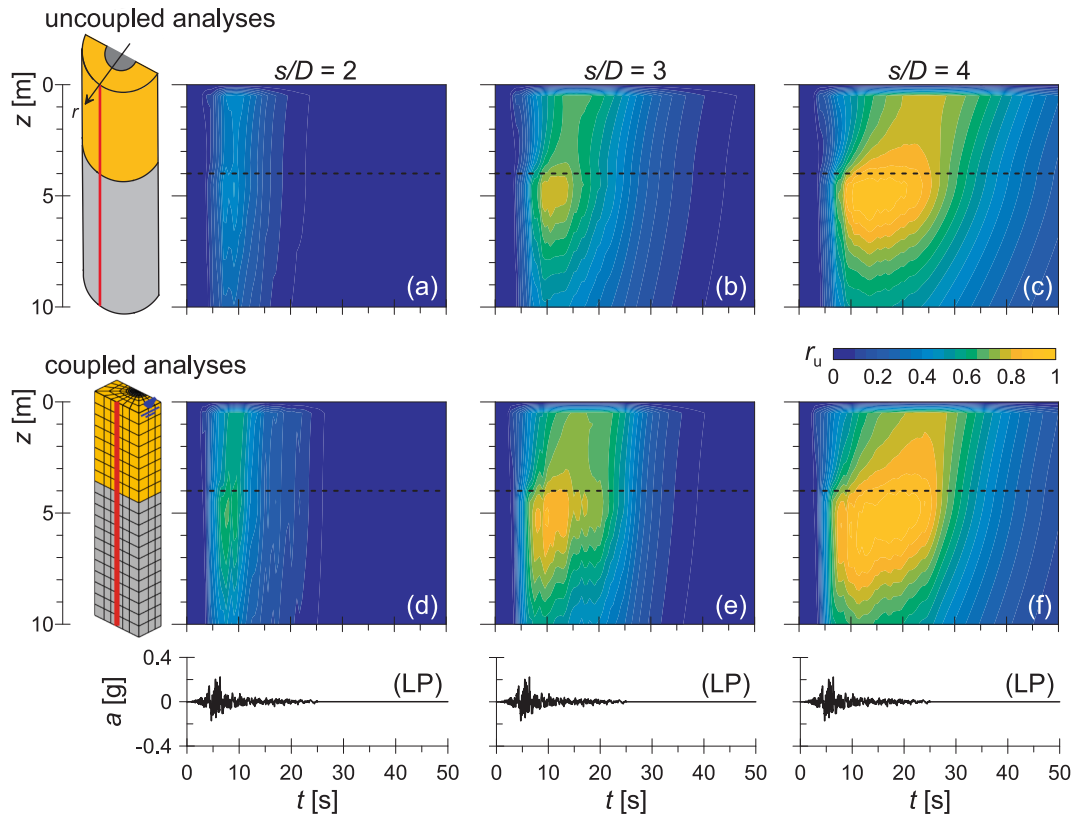 uncoupled analyses
s/D = 2 s/D = 3 s/D = 4
r
z [m]
0
5
10
(a) (b) (c)
coupled analyses
r_u
0 0.2 0.4 0.6 0.8 1
z [m]
0
5
10
(d) (e) (f)
a [g]
0.4
0
-0.4
(LP) (LP) (LP)
0 10 20 30 40 50 0 10 20 30 40 50 0 10 20 30 40 50
t [s] t [s] t [s]